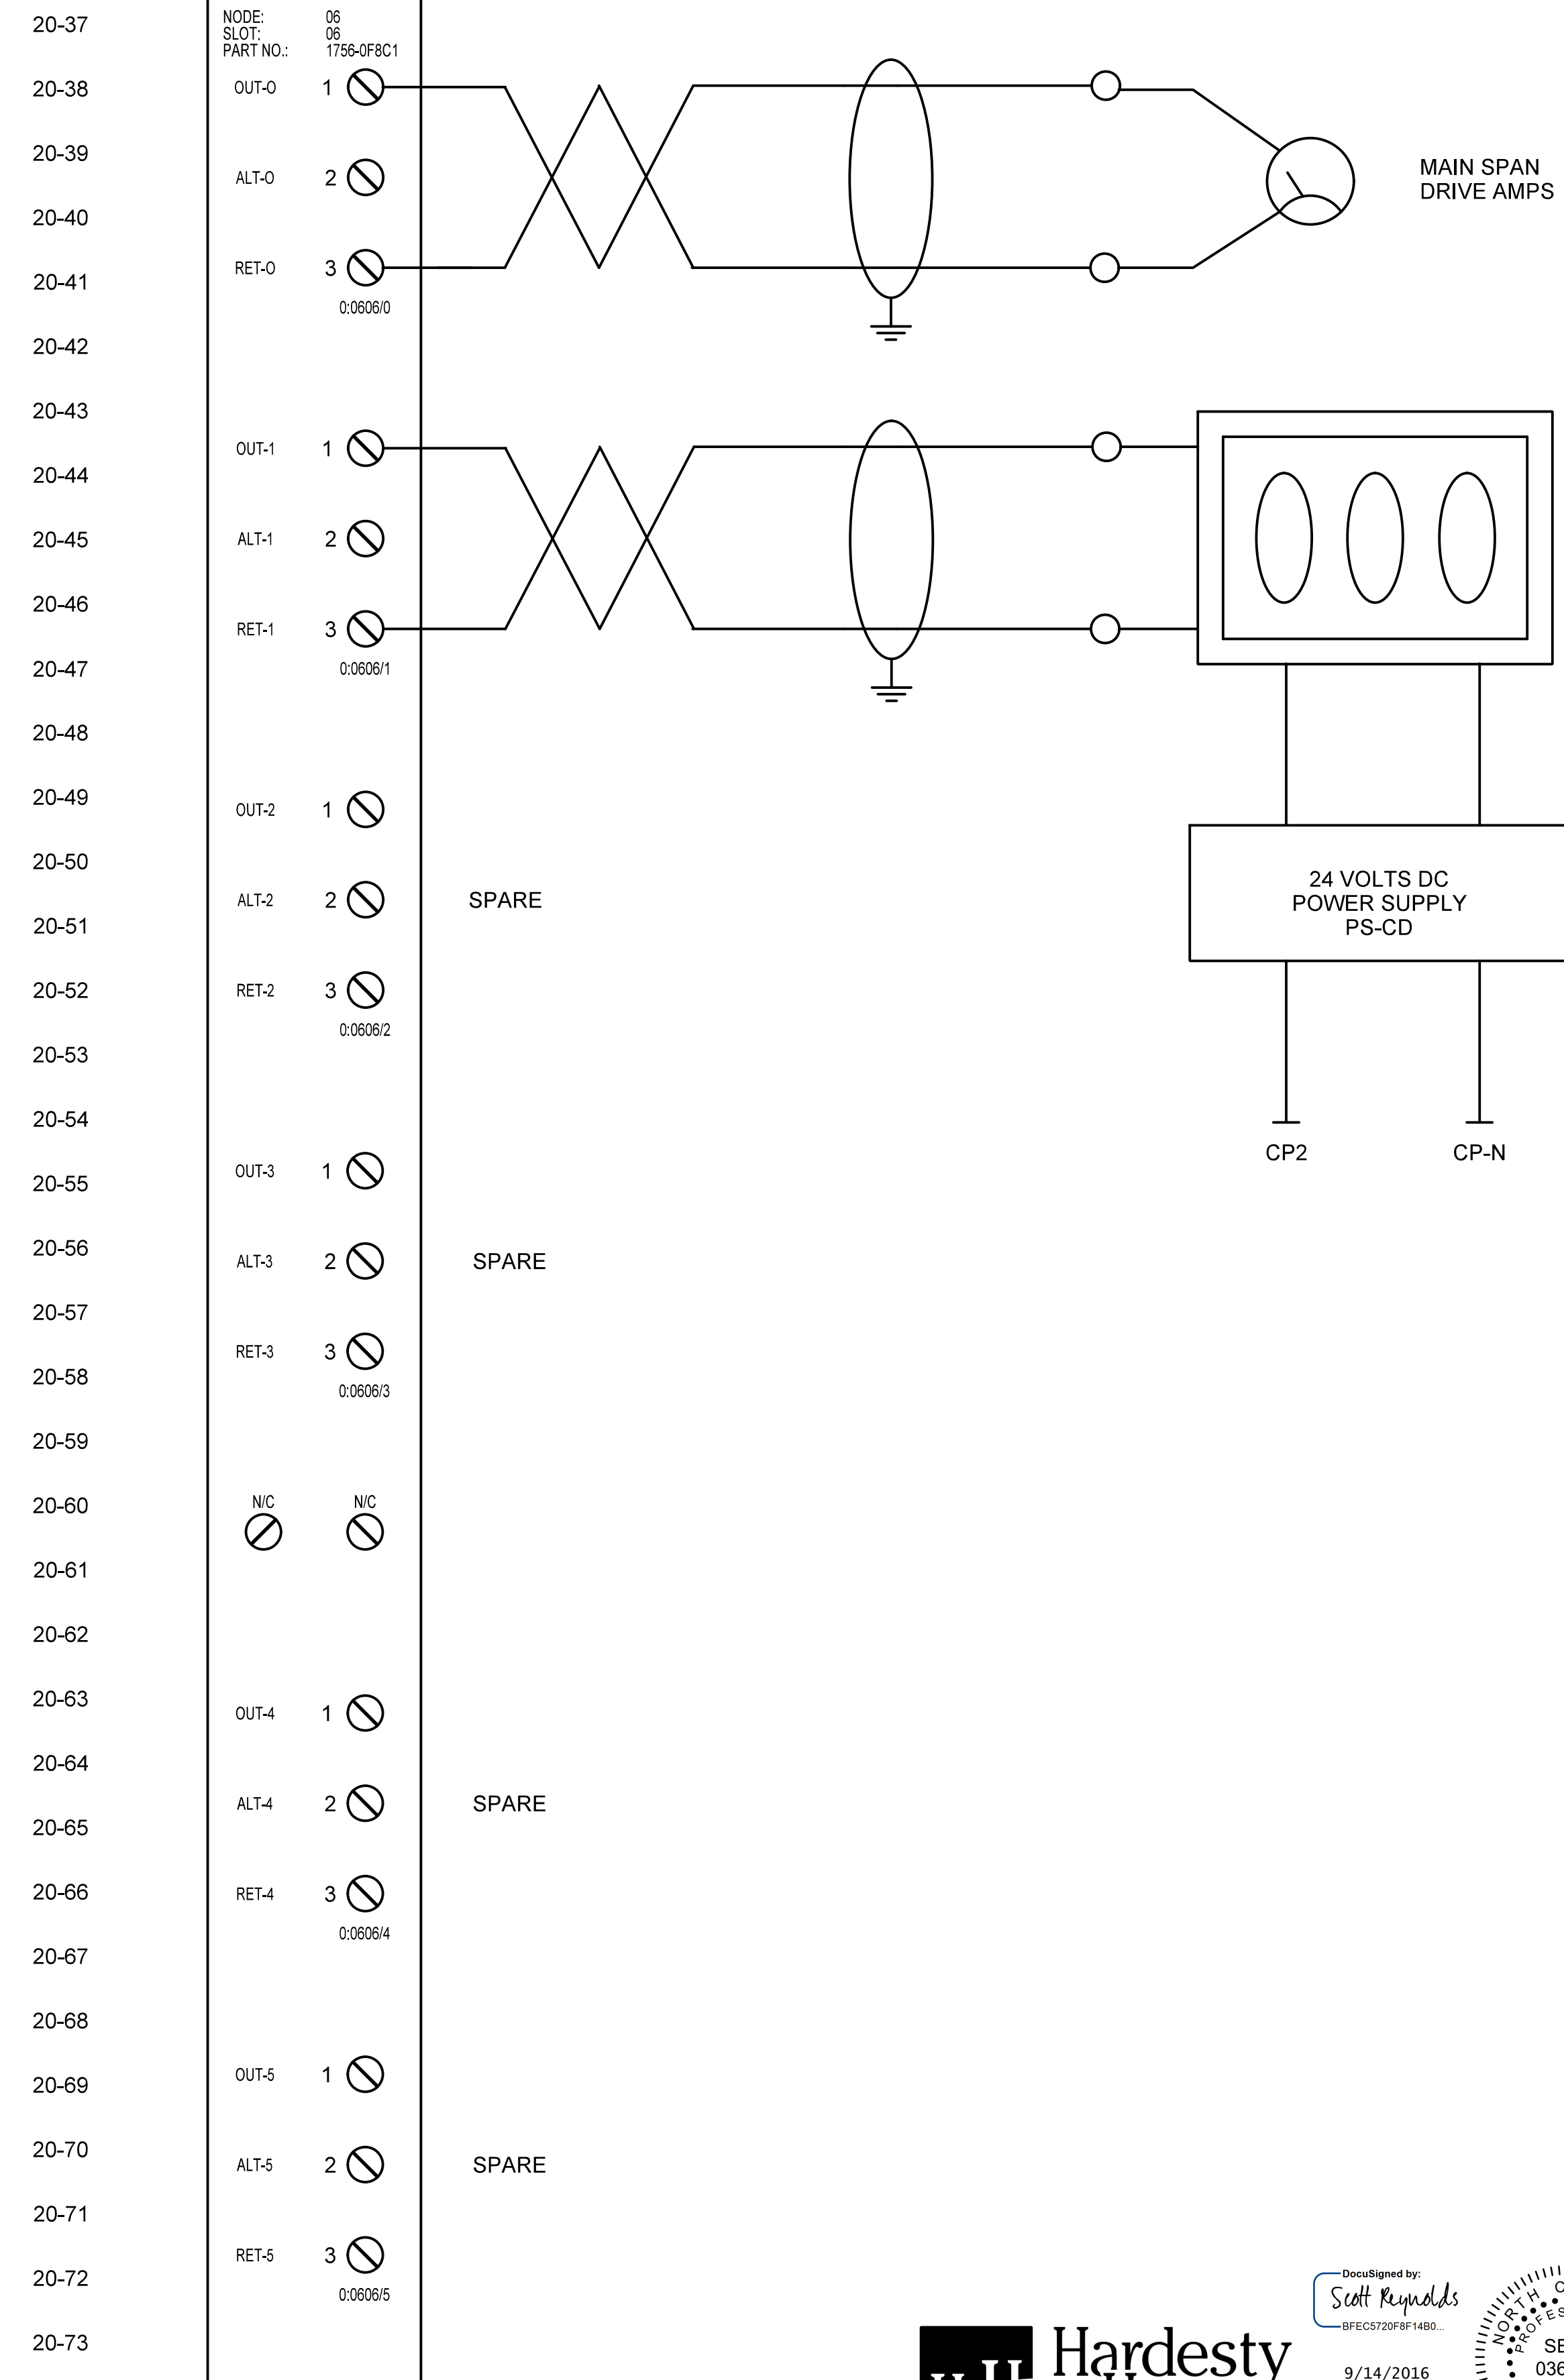 20-37
NODE: 06
SLOT: 06
PART NO.: 1756-0F8C1
20-38
OUT-O 1
20-39
MAIN SPAN
DRIVE AMPS
ALT-O 2
20-40
RET-O 3
20-41
0:0606/0
20-42
20-43
OUT-1 1
20-44
20-45
ALT-1 2
20-46
RET-1 3
20-47
0:0606/1
20-48
20-49
OUT-2 1
20-50
24 VOLTS DC
POWER SUPPLY
PS-CD
ALT-2 2 SPARE
20-51
20-52
RET-2 3
0:0606/2
20-53
20-54
CP2 CP-N
OUT-3 1
20-55
20-56
ALT-3 2 SPARE
20-57
RET-3 3
20-58
0:0606/3
20-59
20-60
N/C N/C
20-61
20-62
20-63
OUT-4 1
20-64
ALT-4 2 SPARE
20-65
20-66
RET-4 3
0:0606/4
20-67
20-68
OUT-5 1
20-69
20-70
ALT-5 2 SPARE
20-71
RET-5 3
20-72
0:0606/5
20-73
DocuSigned by:
Scott Reynolds
BFEC5720F8F14B0...
9/14/2016
Hardesty
NORTH